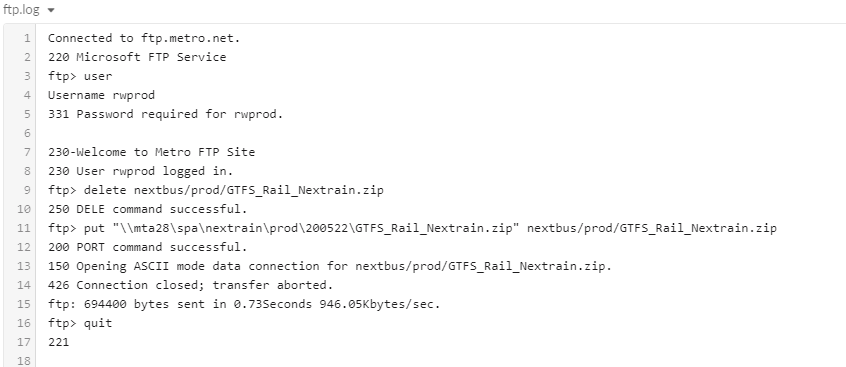 ftp.log
1 Connected to ftp.metro.net.
2 220 Microsoft FTP Service
3 ftp> user
4 Username rwprod
5 331 Password required for rwprod.
6
7 230-Welcome to Metro FTP Site
8 230 User rwprod logged in.
9 ftp> delete nextbus/prod/GTFS_Rail_Nextrain.zip
10 250 DELE command successful.
11 ftp> put "\\mta28\spa\nextrain\prod\200522\GTFS_Rail_Nextrain.zip" nextbus/prod/GTFS_Rail_Nextrain.zip
12 200 PORT command successful.
13 150 Opening ASCII mode data connection for nextbus/prod/GTFS_Rail_Nextrain.zip.
14 426 Connection closed; transfer aborted.
15 ftp: 694400 bytes sent in 0.73Seconds 946.05Kbytes/sec.
16 ftp> quit
17 221
18